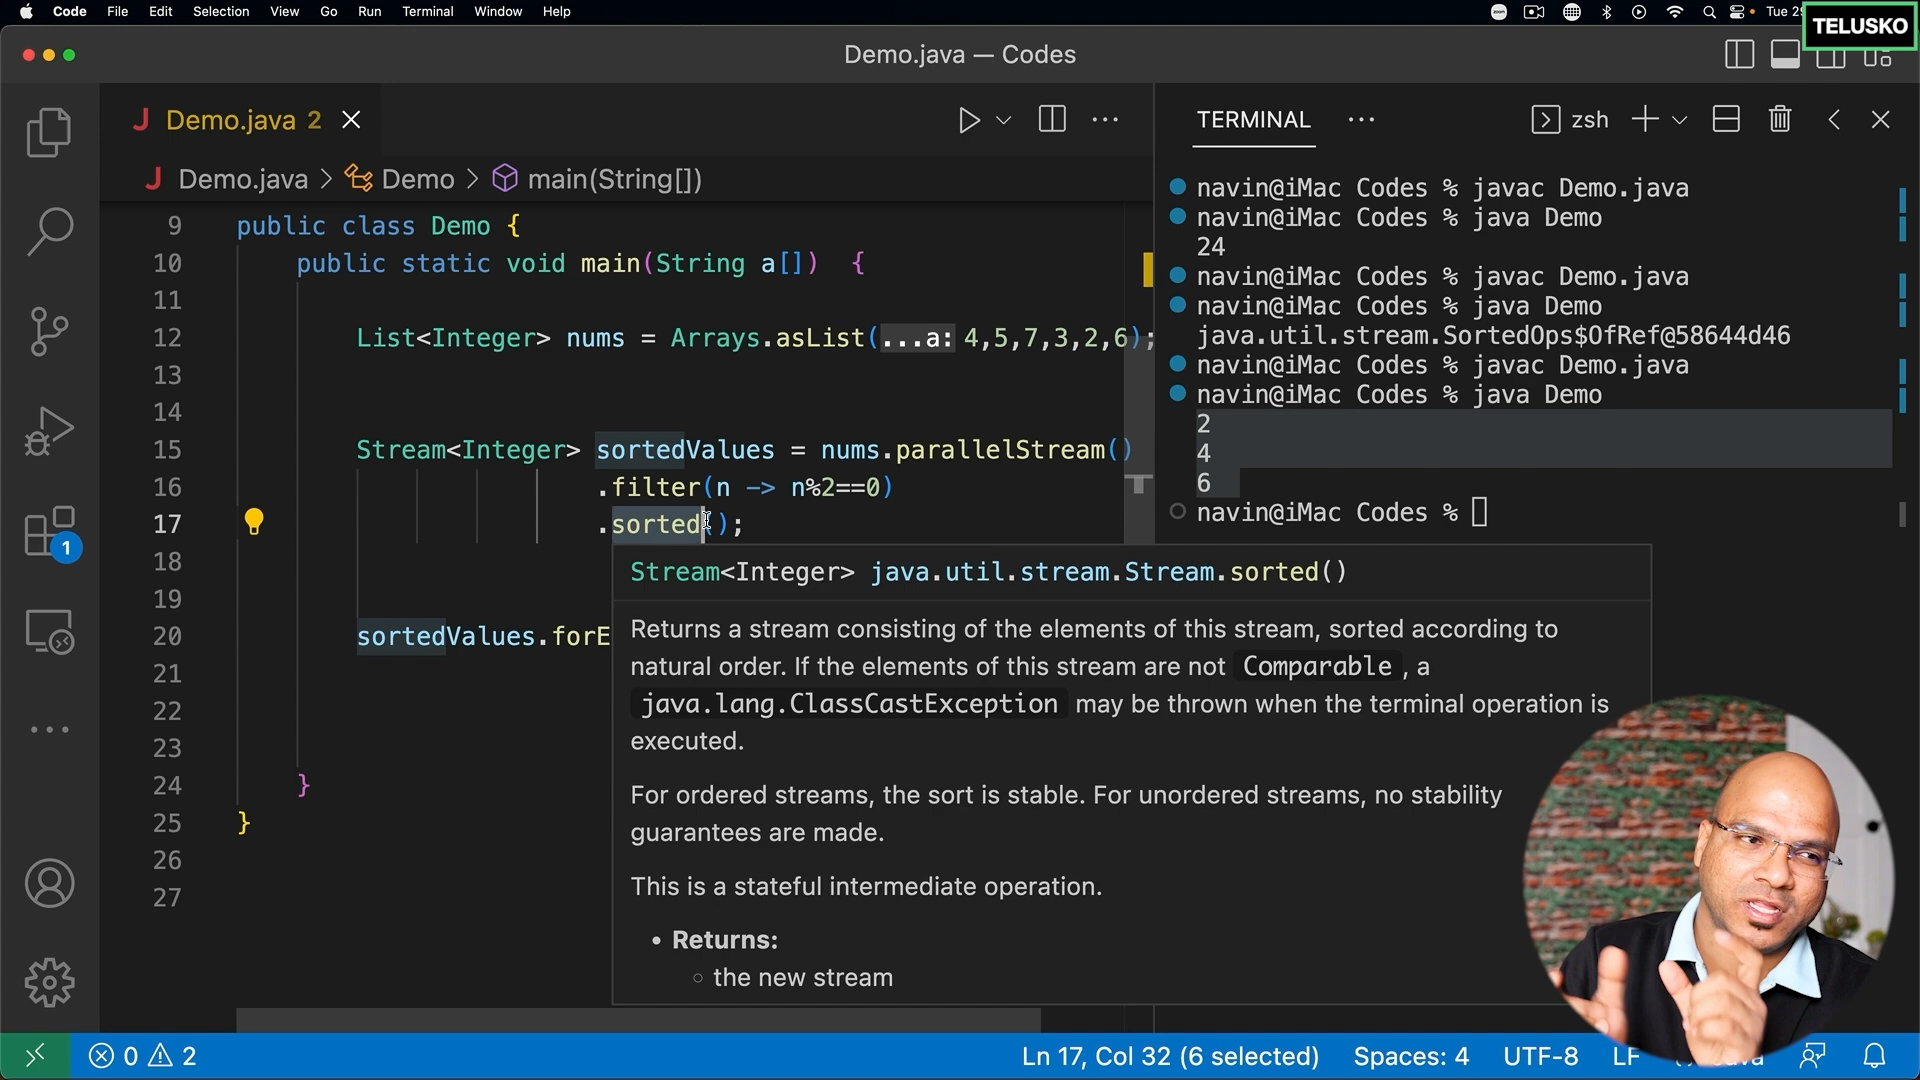 Code File Edit Selection View Go Run Terminal Window Help
Tue 2
TELUSKO
Demo.java — Codes
Demo.java 2
TERMINAL
zsh
Demo.java > Demo > main(String[])
9 public class Demo {
10 public static void main(String a[]) {
11
12 List<Integer> nums = Arrays.asList(...a: 4,5,7,3,2,6);
13
14
15 Stream<Integer> sortedValues = nums.parallelStream()
16 .filter(n -> n%2==0)
17 .sorted();
18
19
20 sortedValues.forE
21
22
23
24 }
25 }
26
27
Stream<Integer> java.util.stream.Stream.sorted()
Returns a stream consisting of the elements of this stream, sorted according to
natural order. If the elements of this stream are not Comparable , a
java.lang.ClassCastException may be thrown when the terminal operation is
executed.
For ordered streams, the sort is stable. For unordered streams, no stability
guarantees are made.
This is a stateful intermediate operation.
• Returns:
◦ the new stream
navin@iMac Codes % javac Demo.java
navin@iMac Codes % java Demo
24
navin@iMac Codes % javac Demo.java
navin@iMac Codes % java Demo
java.util.stream.SortedOps$OfRef@58644d46
navin@iMac Codes % javac Demo.java
navin@iMac Codes % java Demo
2
4
6
navin@iMac Codes %
1
0 2
Ln 17, Col 32 (6 selected) Spaces: 4 UTF-8 LF